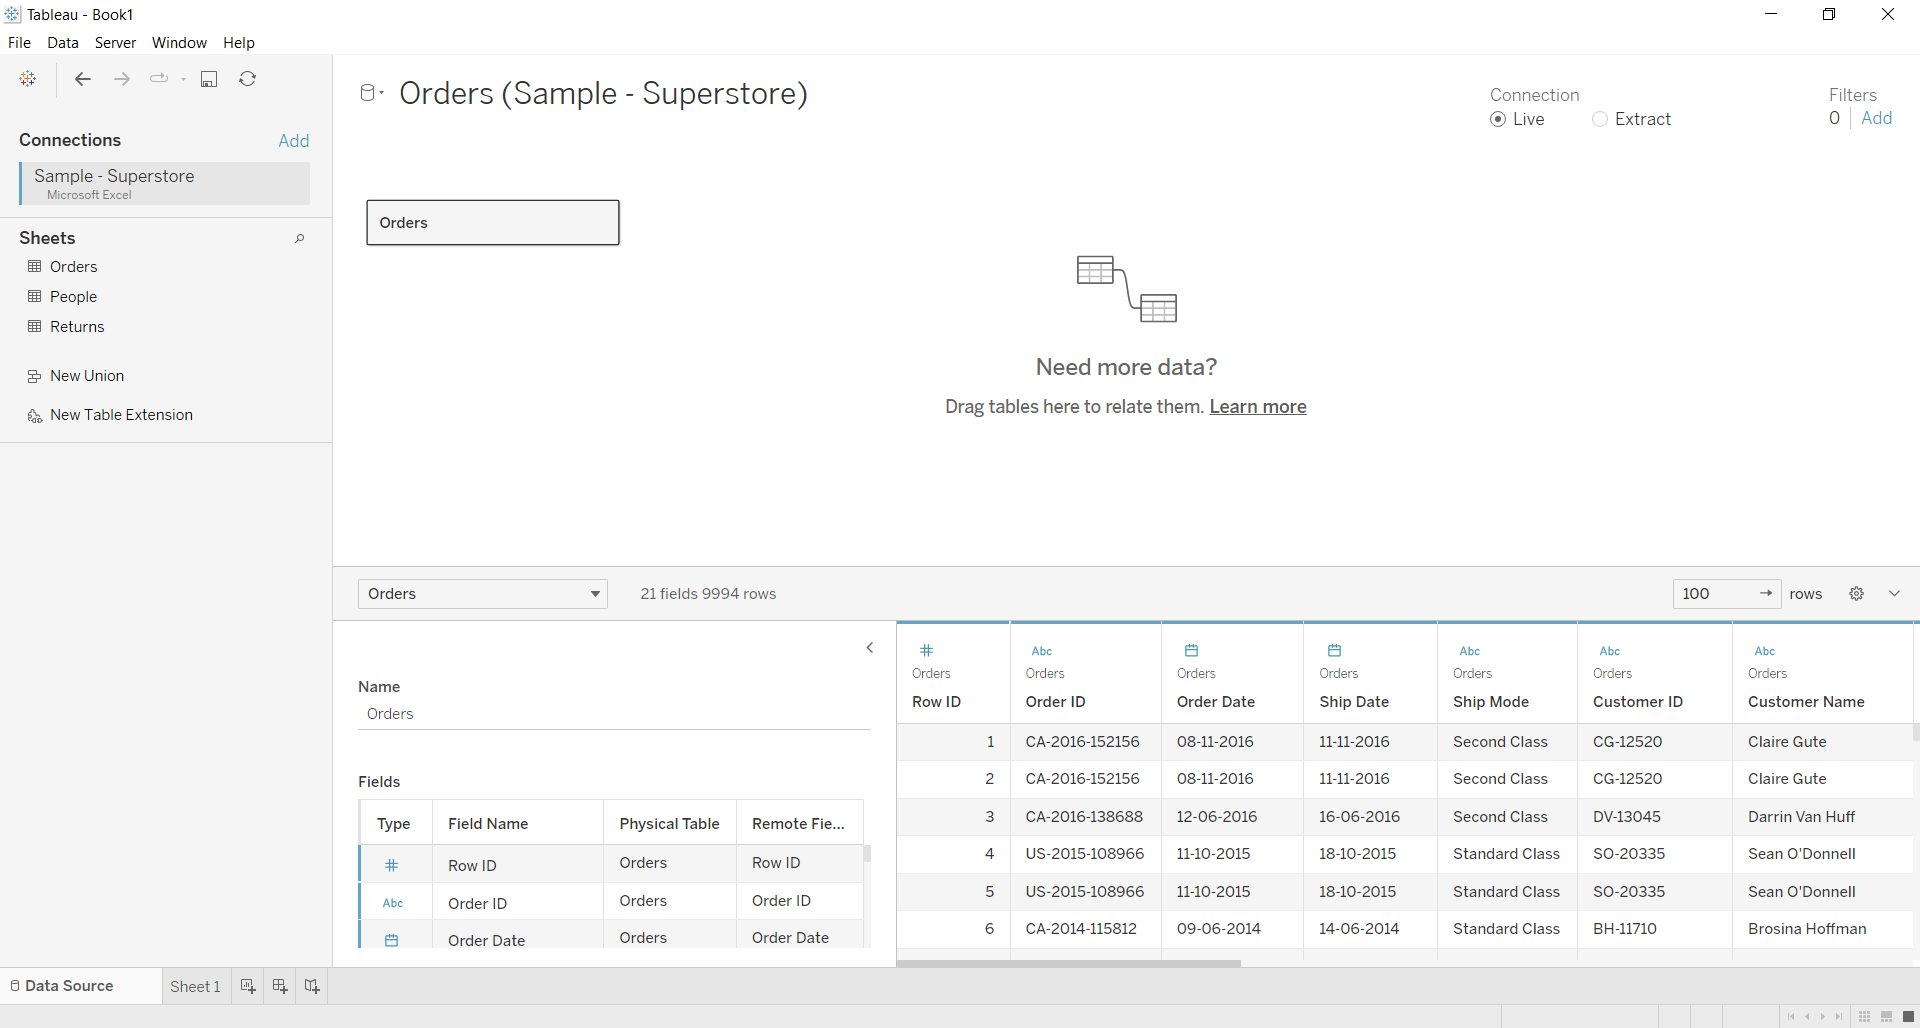 Tableau - Book1
File Data Server Window Help
Connections Add
Sample - Superstore
Microsoft Excel
Sheets
Orders
People
Returns
New Union
New Table Extension
Orders (Sample - Superstore)
Connection
Live Extract
Filters
0 Add
Orders
Need more data?
Drag tables here to relate them. Learn more
Orders 21 fields 9994 rows 100 rows
Name
Orders
Fields
Type Field Name Physical Table Remote Fie...
Row ID Orders Row ID
Abc Order ID Orders Order ID
Order Date Orders Order Date
Abc Abc Abc Abc
Orders Orders Orders Orders Orders Orders Orders
Row ID Order ID Order Date Ship Date Ship Mode Customer ID Customer Name
1 CA-2016-152156 08-11-2016 11-11-2016 Second Class CG-12520 Claire Gute
2 CA-2016-152156 08-11-2016 11-11-2016 Second Class CG-12520 Claire Gute
3 CA-2016-138688 12-06-2016 16-06-2016 Second Class DV-13045 Darrin Van Huff
4 US-2015-108966 11-10-2015 18-10-2015 Standard Class SO-20335 Sean O'Donnell
5 US-2015-108966 11-10-2015 18-10-2015 Standard Class SO-20335 Sean O'Donnell
6 CA-2014-115812 09-06-2014 14-06-2014 Standard Class BH-11710 Brosina Hoffman
Data Source Sheet 1